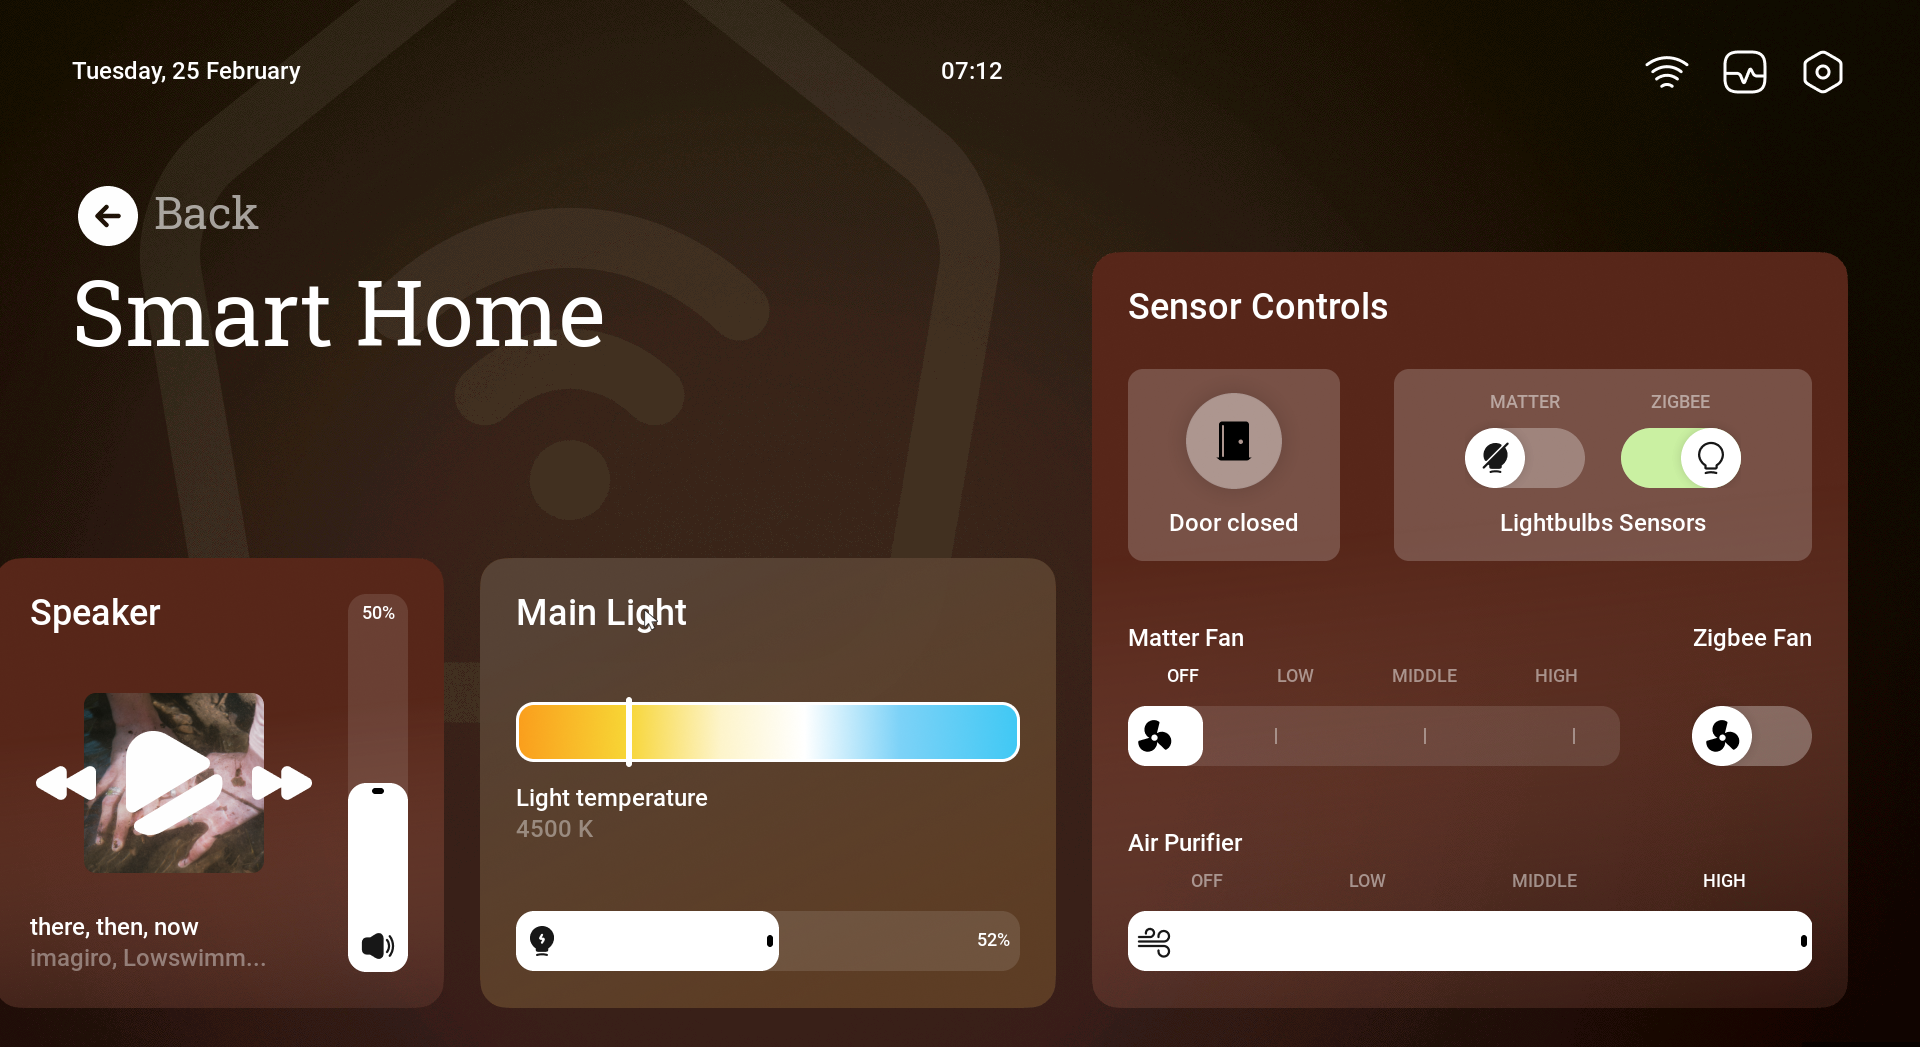 Tuesday, 25 February
07:12
Back
Smart Home
Speaker
50%
there, then, now
imagiro, Lowswimm...
Main Light
Light temperature
4500 K
52%
Sensor Controls
Door closed
MATTER ZIGBEE
Lightbulbs Sensors
Matter Fan
OFF LOW MIDDLE HIGH
Zigbee Fan
Air Purifier
OFF LOW MIDDLE HIGH